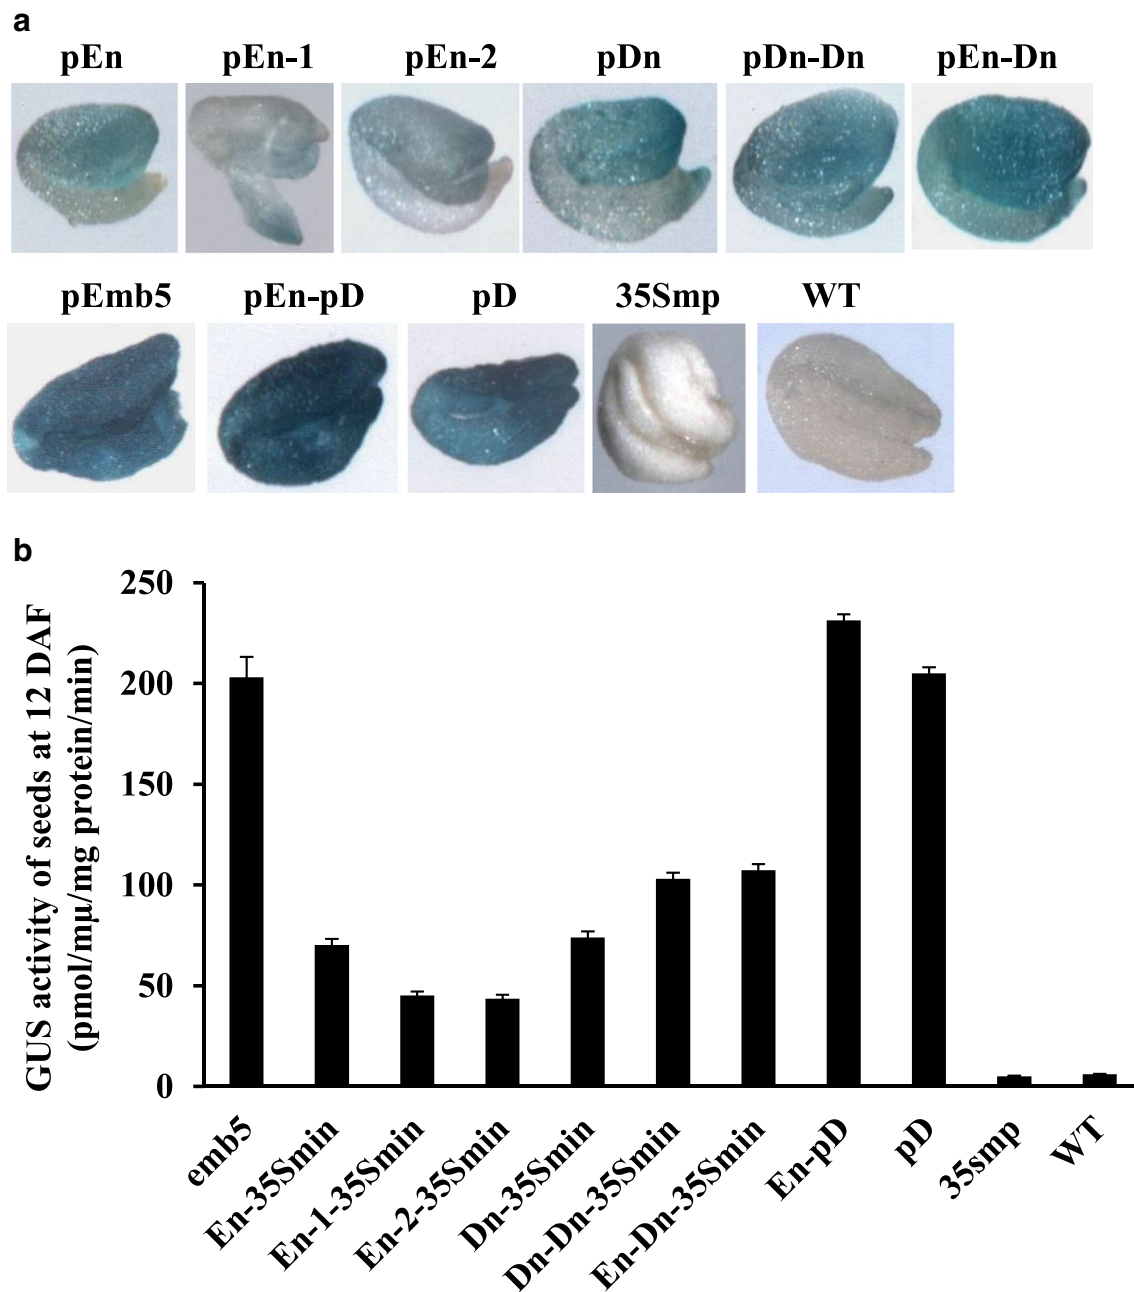 a
pEn pEn-1 pEn-2 pDn pDn-Dn pEn-Dn
pEmb5 pEn-pD pD 35Smp WT
b
GUS activity of seeds at 12 DAF
(pmol/mμ/mg protein/min)
250
200
150
100
50
0
emb5
En-35Smin
En-1-35Smin
En-2-35Smin
Dn-35Smin
Dn-Dn-35Smin
En-Dn-35Smin
En-pD
pD
35smp
WT